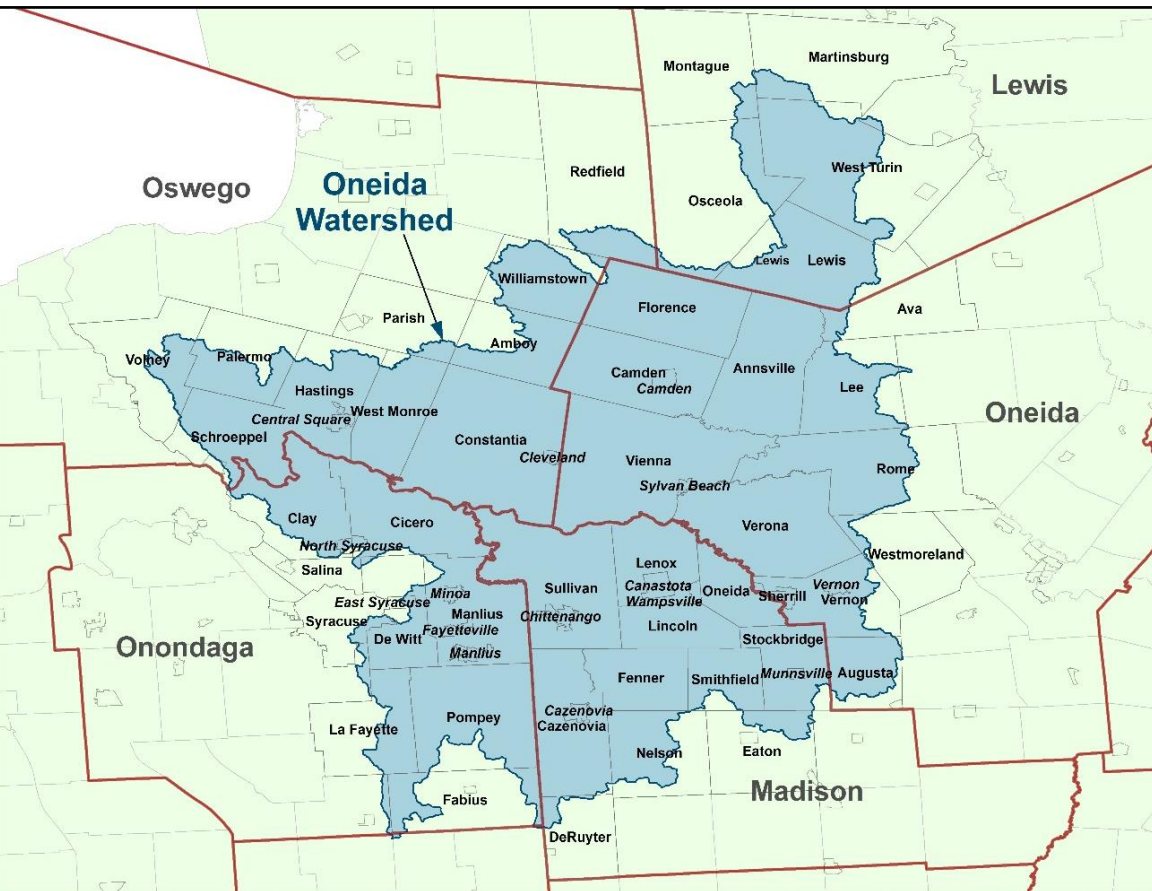 Montague
Martinsburg
Lewis
Oswego
Oneida
Watershed
Redfield
West Turin
Osceola
Lewis
Lewis
Williamstown
Florence
Ava
Parish
Amboy
Volney
Palermo
Hastings
Camden
Camden
Annsville
Lee
Oneida
Central Square
West Monroe
Schroeppel
Constantia
Cleveland
Vienna
Rome
Sylvan Beach
Clay
Cicero
Verona
North Syracuse
Westmoreland
Salina
Lenox
Sullivan
Canastota
Oneida
Vernon
Minoa
Wampsville
Sherrill
Vernon
East Syracuse
Manlius
Chittenango
Syracuse
Fayetteville
Lincoln
De Witt
Stockbridge
Onondaga
Manlius
Fenner
Smithfield
Munnsville
Augusta
Cazenovia
Pompey
Cazenovia
La Fayette
Nelson
Eaton
Madison
Fabius
DeRuyter